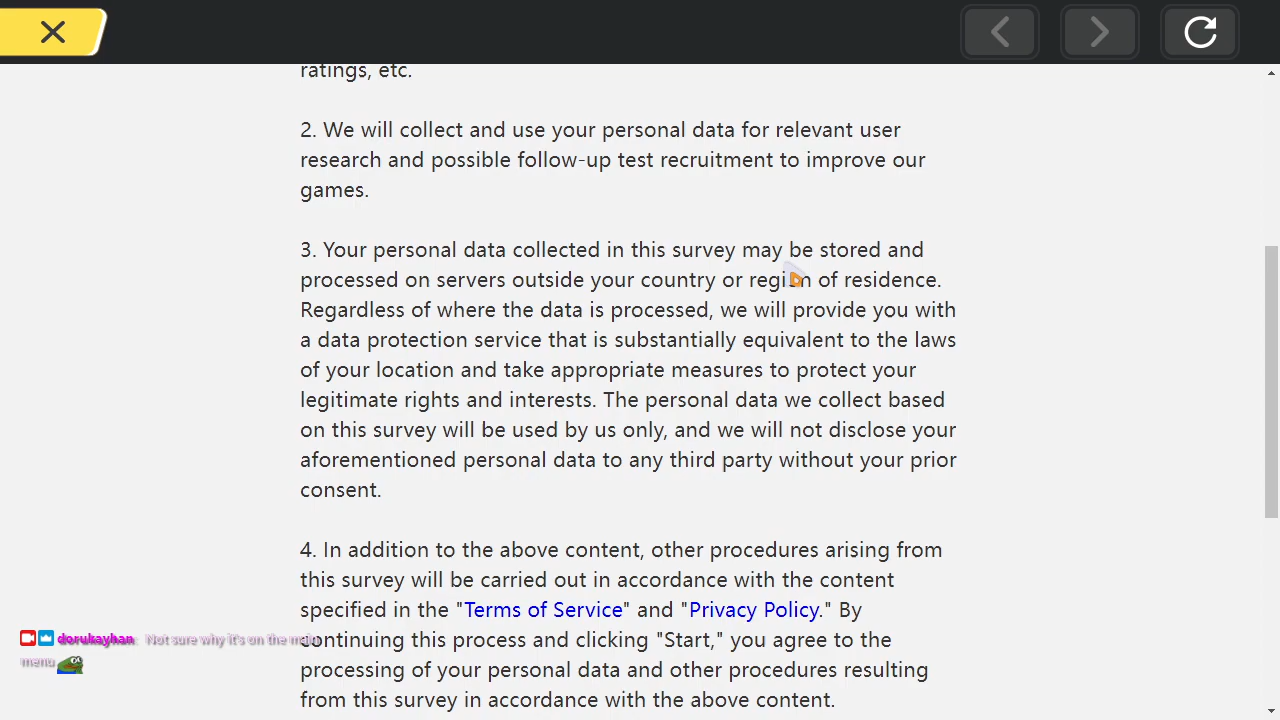 ratings, etc.
2. We will collect and use your personal data for relevant user
research and possible follow-up test recruitment to improve our
games.
3. Your personal data collected in this survey may be stored and
processed on servers outside your country or region of residence.
Regardless of where the data is processed, we will provide you with
a data protection service that is substantially equivalent to the laws
of your location and take appropriate measures to protect your
legitimate rights and interests. The personal data we collect based
on this survey will be used by us only, and we will not disclose your
aforementioned personal data to any third party without your prior
consent.
4. In addition to the above content, other procedures arising from
this survey will be carried out in accordance with the content
specified in the "Terms of Service" and "Privacy Policy." By
continuing this process and clicking "Start," you agree to the
processing of your personal data and other procedures resulting
from this survey in accordance with the above content.
dorukayhan: Not sure why it's on the main
menu